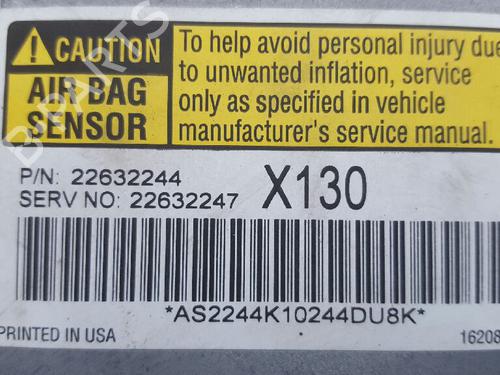 CAUTION
AIR BAG
SENSOR
To help avoid personal injury due
to unwanted inflation, service
only as specified in vehicle
manufacturer's service manual.
P/N: 22632244
SERV NO: 22632247
X130
*AS2244K10244DU8K*
PRINTED IN USA
16208
B PARTS